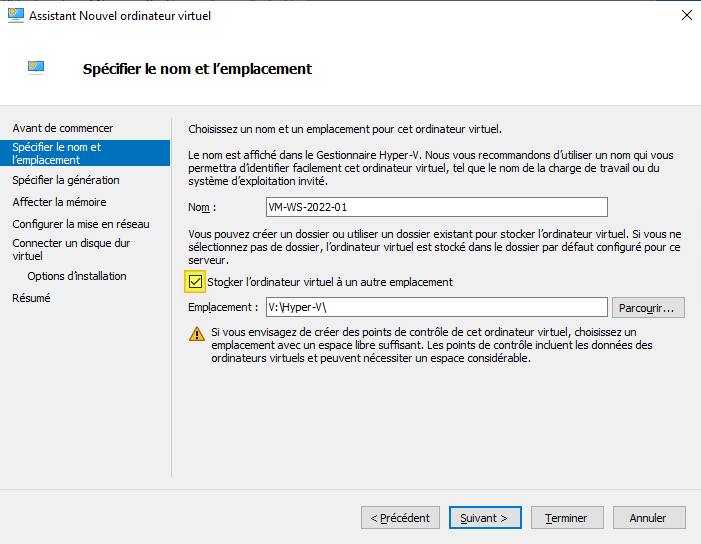 Assistant Nouvel ordinateur virtuel
Spécifier le nom et l'emplacement
Avant de commencer
Spécifier le nom et
l'emplacement
Spécifier la génération
Affecter la mémoire
Configurer la mise en réseau
Connecter un disque dur
virtuel
Options d'installation
Résumé
Choisissez un nom et un emplacement pour cet ordinateur virtuel.
Le nom est affiché dans le Gestionnaire Hyper-V. Nous vous recommandons d'utiliser un nom qui vous
permettra d'identifier facilement cet ordinateur virtuel, tel que le nom de la charge de travail ou du
système d'exploitation invité.
Nom : VM-WS-2022-01
Vous pouvez créer un dossier ou utiliser un dossier existant pour stocker l'ordinateur virtuel. Si vous ne
sélectionnez pas de dossier, l'ordinateur virtuel est stocké dans le dossier par défaut configuré pour ce
serveur.
Stocker l'ordinateur virtuel à un autre emplacement
Emplacement : V:\Hyper-V\ Parcourir...
Si vous envisagez de créer des points de contrôle de cet ordinateur virtuel, choisissez un
emplacement avec un espace libre suffisant. Les points de contrôle incluent les données des
ordinateurs virtuels et peuvent nécessiter un espace considérable.
< Précédent Suivant > Terminer Annuler